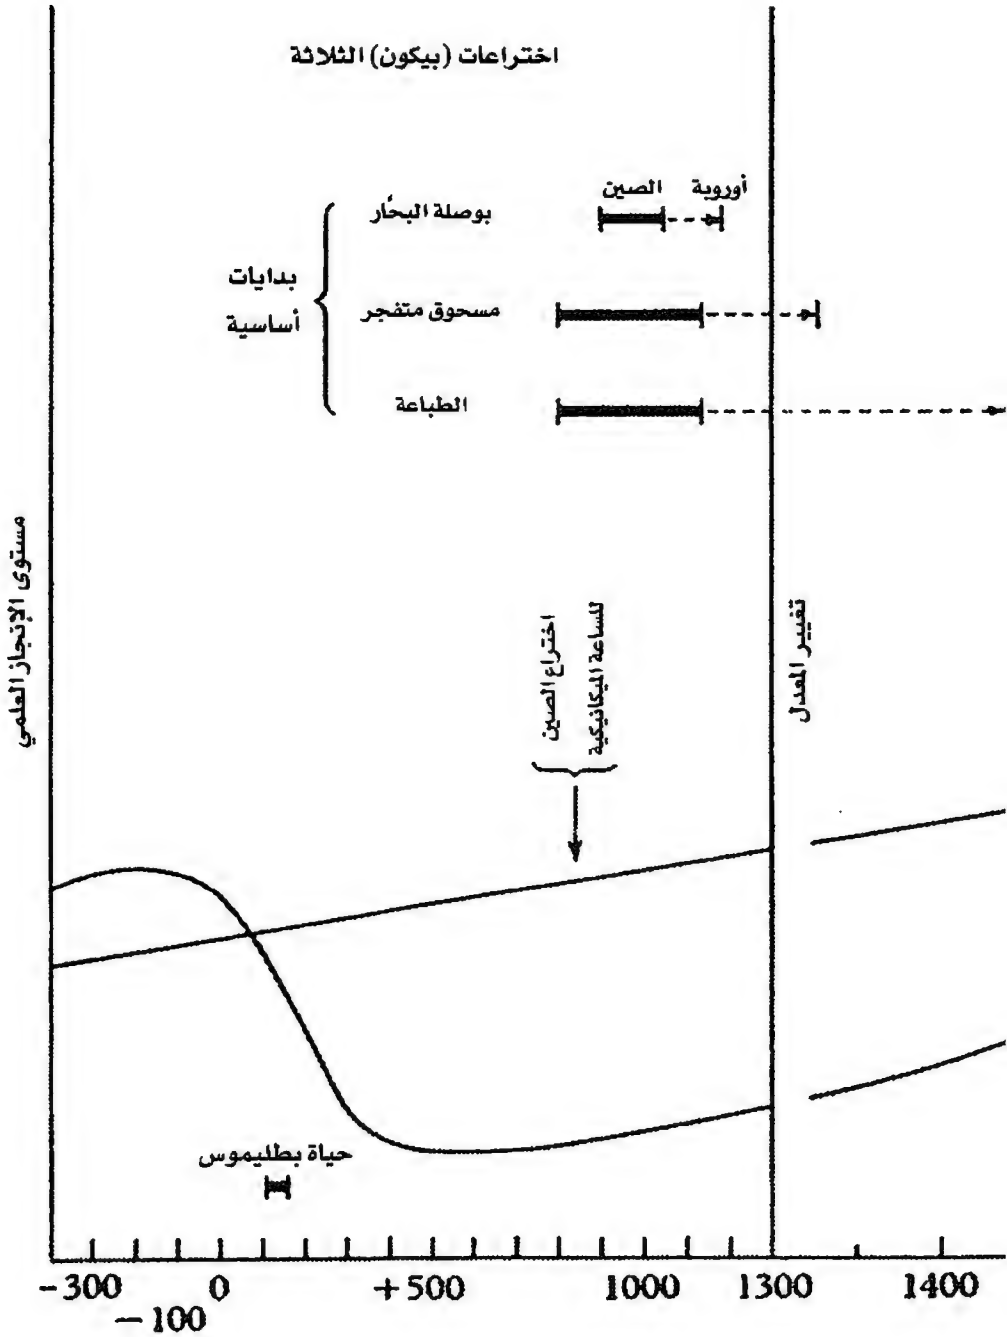 اختراعات (بيكون) الثلاثة
الصين
أوروبة
بوصلة البحّار
بدايات
أساسية
مسحوق متفجر
الطباعة
مستوى الإنجاز العلمي
اختراع الصين
للساعة الميكانيكية
تغيير المعدل
حياة بطليموس
-300 0 +500 1000 1300 1400
-100